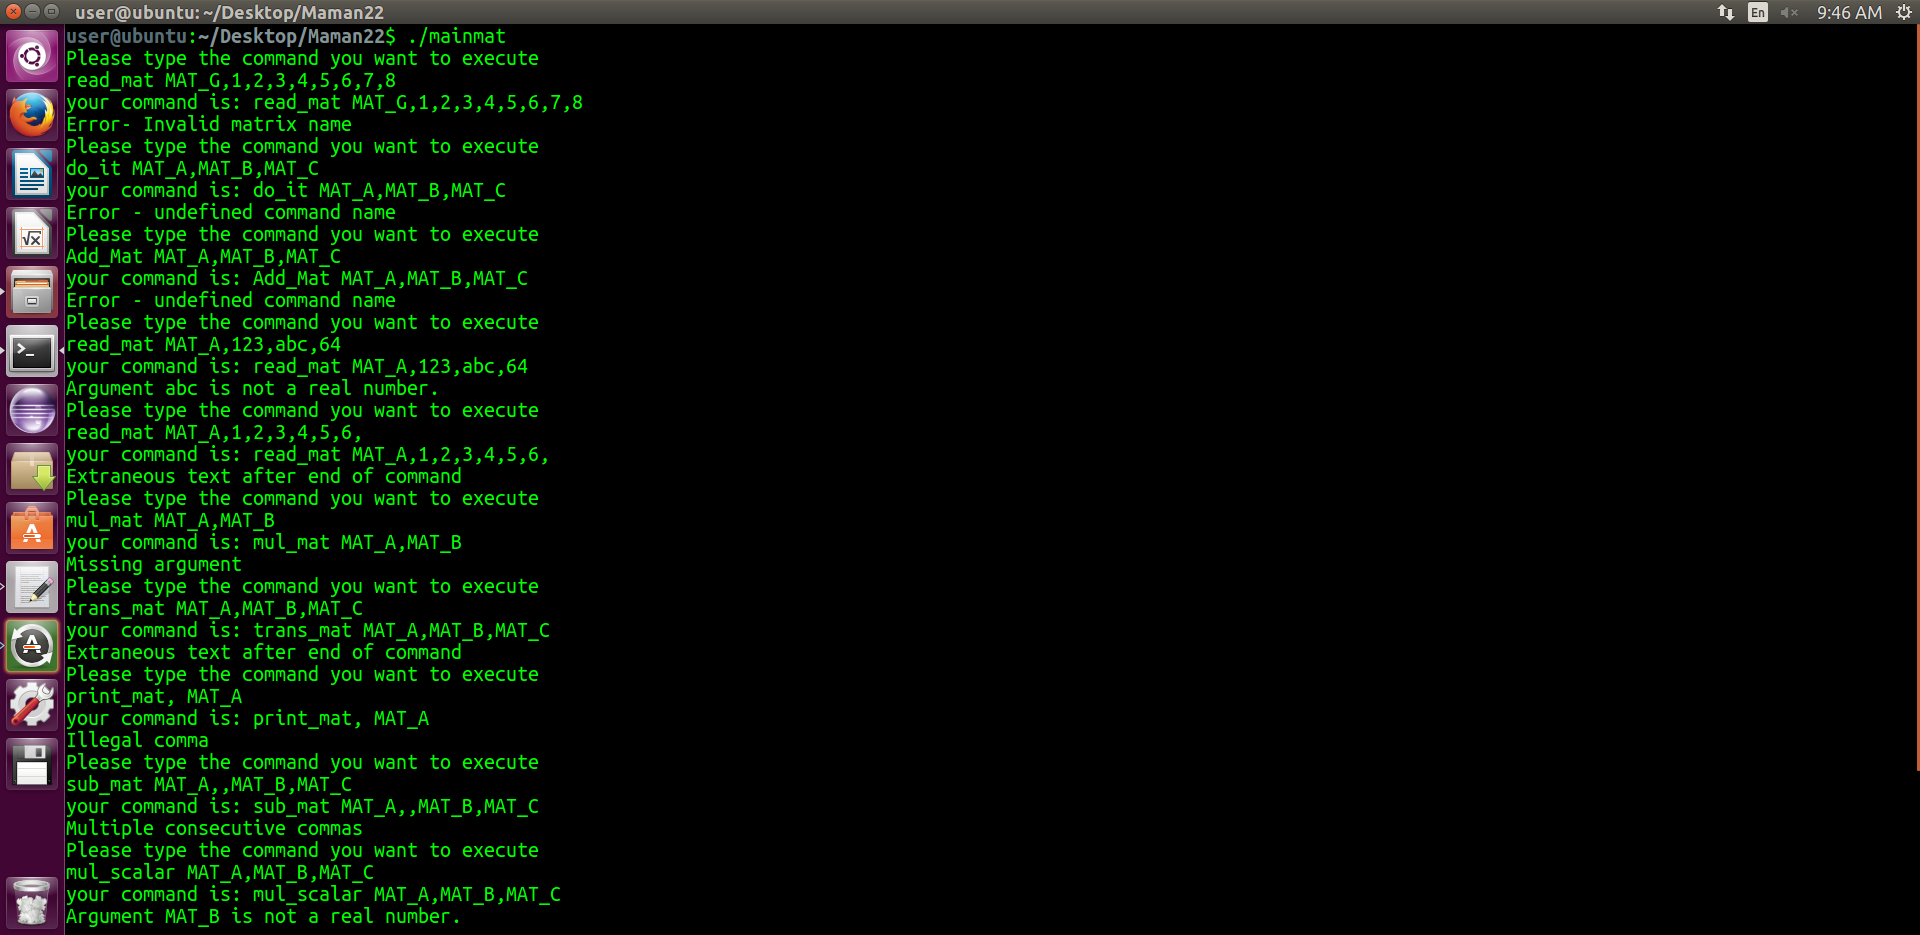 user@ubuntu: ~/Desktop/Maman22
En
9:46 AM
user@ubuntu:~/Desktop/Maman22$ ./mainmat
Please type the command you want to execute
read_mat MAT_G,1,2,3,4,5,6,7,8
your command is: read_mat MAT_G,1,2,3,4,5,6,7,8
Error- Invalid matrix name
Please type the command you want to execute
do_it MAT_A,MAT_B,MAT_C
your command is: do_it MAT_A,MAT_B,MAT_C
Error - undefined command name
Please type the command you want to execute
Add_Mat MAT_A,MAT_B,MAT_C
your command is: Add_Mat MAT_A,MAT_B,MAT_C
Error - undefined command name
Please type the command you want to execute
read_mat MAT_A,123,abc,64
your command is: read_mat MAT_A,123,abc,64
Argument abc is not a real number.
Please type the command you want to execute
read_mat MAT_A,1,2,3,4,5,6,
your command is: read_mat MAT_A,1,2,3,4,5,6,
Extraneous text after end of command
Please type the command you want to execute
mul_mat MAT_A,MAT_B
your command is: mul_mat MAT_A,MAT_B
Missing argument
Please type the command you want to execute
trans_mat MAT_A,MAT_B,MAT_C
your command is: trans_mat MAT_A,MAT_B,MAT_C
Extraneous text after end of command
Please type the command you want to execute
print_mat, MAT_A
your command is: print_mat, MAT_A
Illegal comma
Please type the command you want to execute
sub_mat MAT_A,,MAT_B,MAT_C
your command is: sub_mat MAT_A,,MAT_B,MAT_C
Multiple consecutive commas
Please type the command you want to execute
mul_scalar MAT_A,MAT_B,MAT_C
your command is: mul_scalar MAT_A,MAT_B,MAT_C
Argument MAT_B is not a real number.